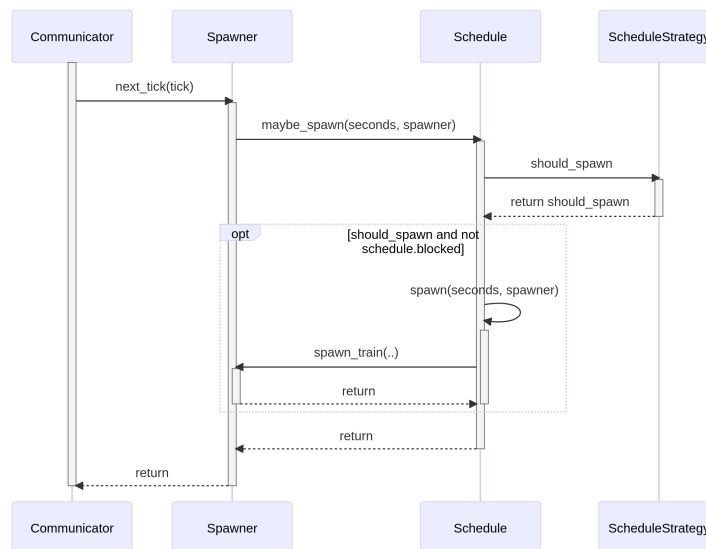 Communicator
Spawner
Schedule
ScheduleStrategy
next_tick(tick)
maybe_spawn(seconds, spawner)
should_spawn
return should_spawn
opt
[should_spawn and not
schedule.blocked]
spawn(seconds, spawner)
spawn_train(..)
return
return
return
Communicator
Spawner
Schedule
ScheduleStrategy